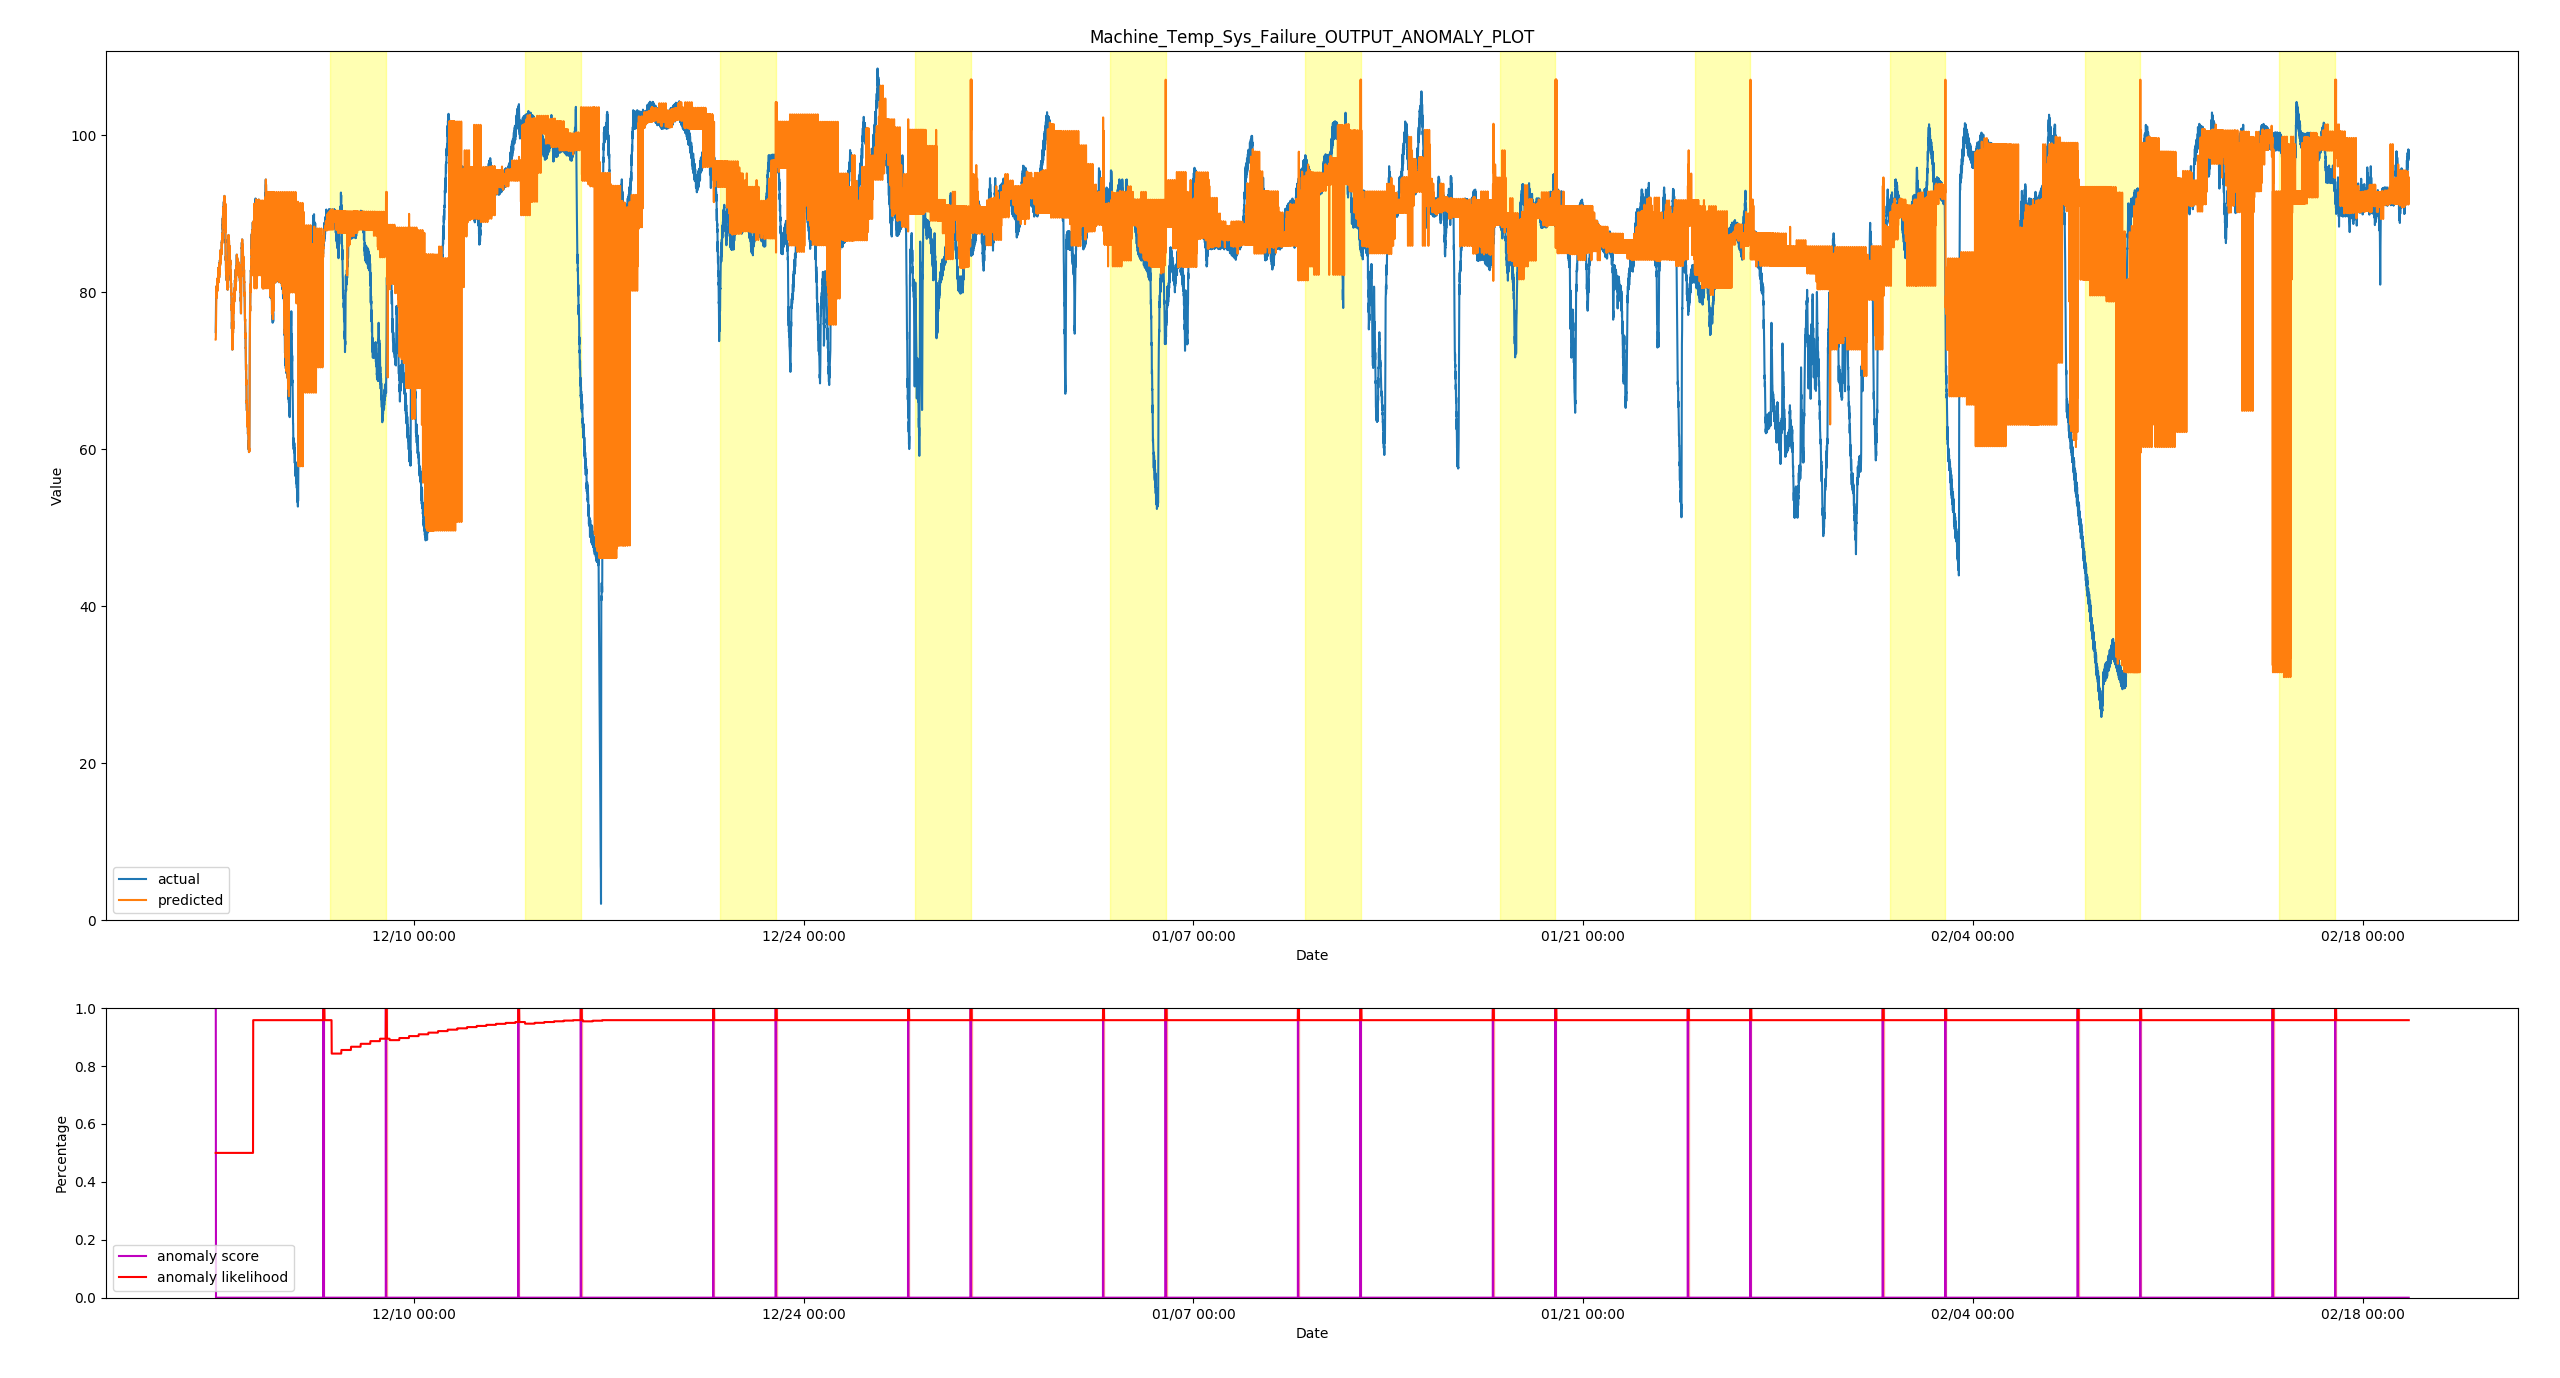 Machine_Temp_Sys_Failure_OUTPUT_ANOMALY_PLOT
100
80
60
40
20
0
Value
actual
predicted
12/10 00:00 12/24 00:00 01/07 00:00 01/21 00:00 02/04 00:00 02/18 00:00
Date
1.0
0.8
0.6
0.4
0.2
0.0
Percentage
anomaly score
anomaly likelihood
12/10 00:00 12/24 00:00 01/07 00:00 01/21 00:00 02/04 00:00 02/18 00:00
Date